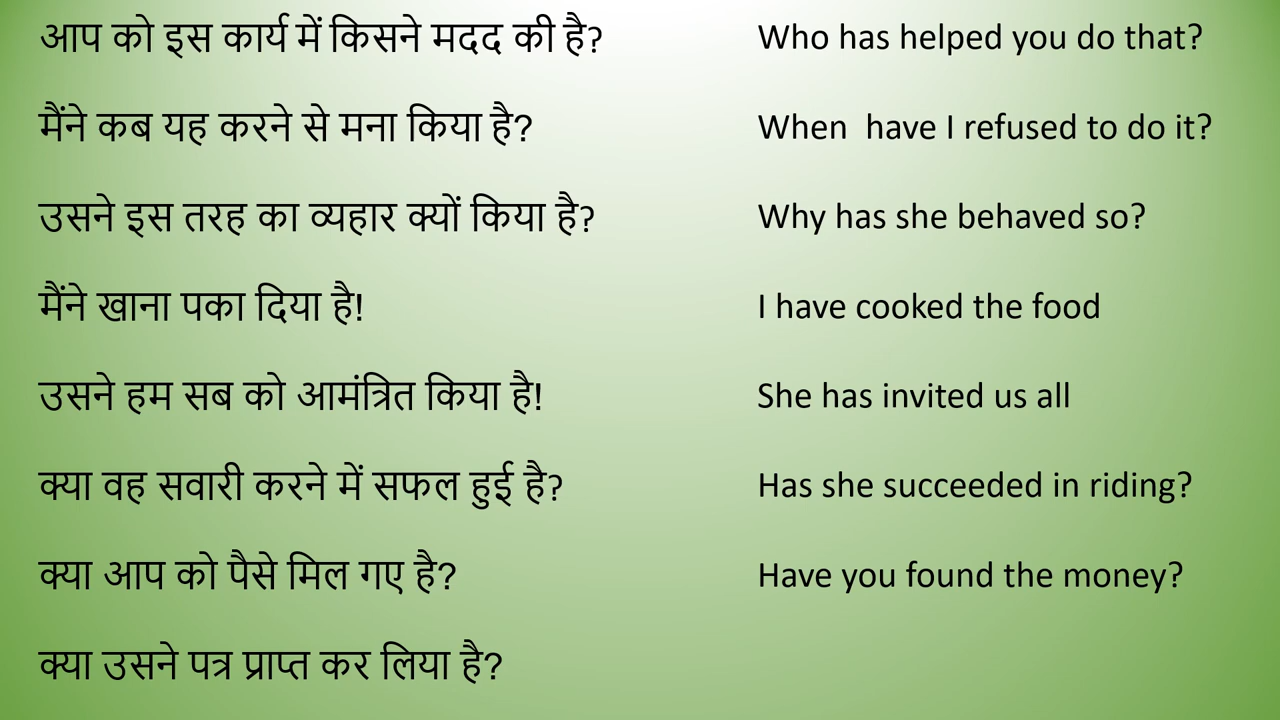 आप को इस कार्य में किसने मदद की है? Who has helped you do that?
मैंने कब यह करने से मना किया है? When have I refused to do it?
उसने इस तरह का व्यहार क्यों किया है? Why has she behaved so?
मैंने खाना पका दिया है! I have cooked the food
उसने हम सब को आमंत्रित किया है! She has invited us all
क्या वह सवारी करने में सफल हुई है? Has she succeeded in riding?
क्या आप को पैसे मिल गए है? Have you found the money?
क्या उसने पत्र प्राप्त कर लिया है?